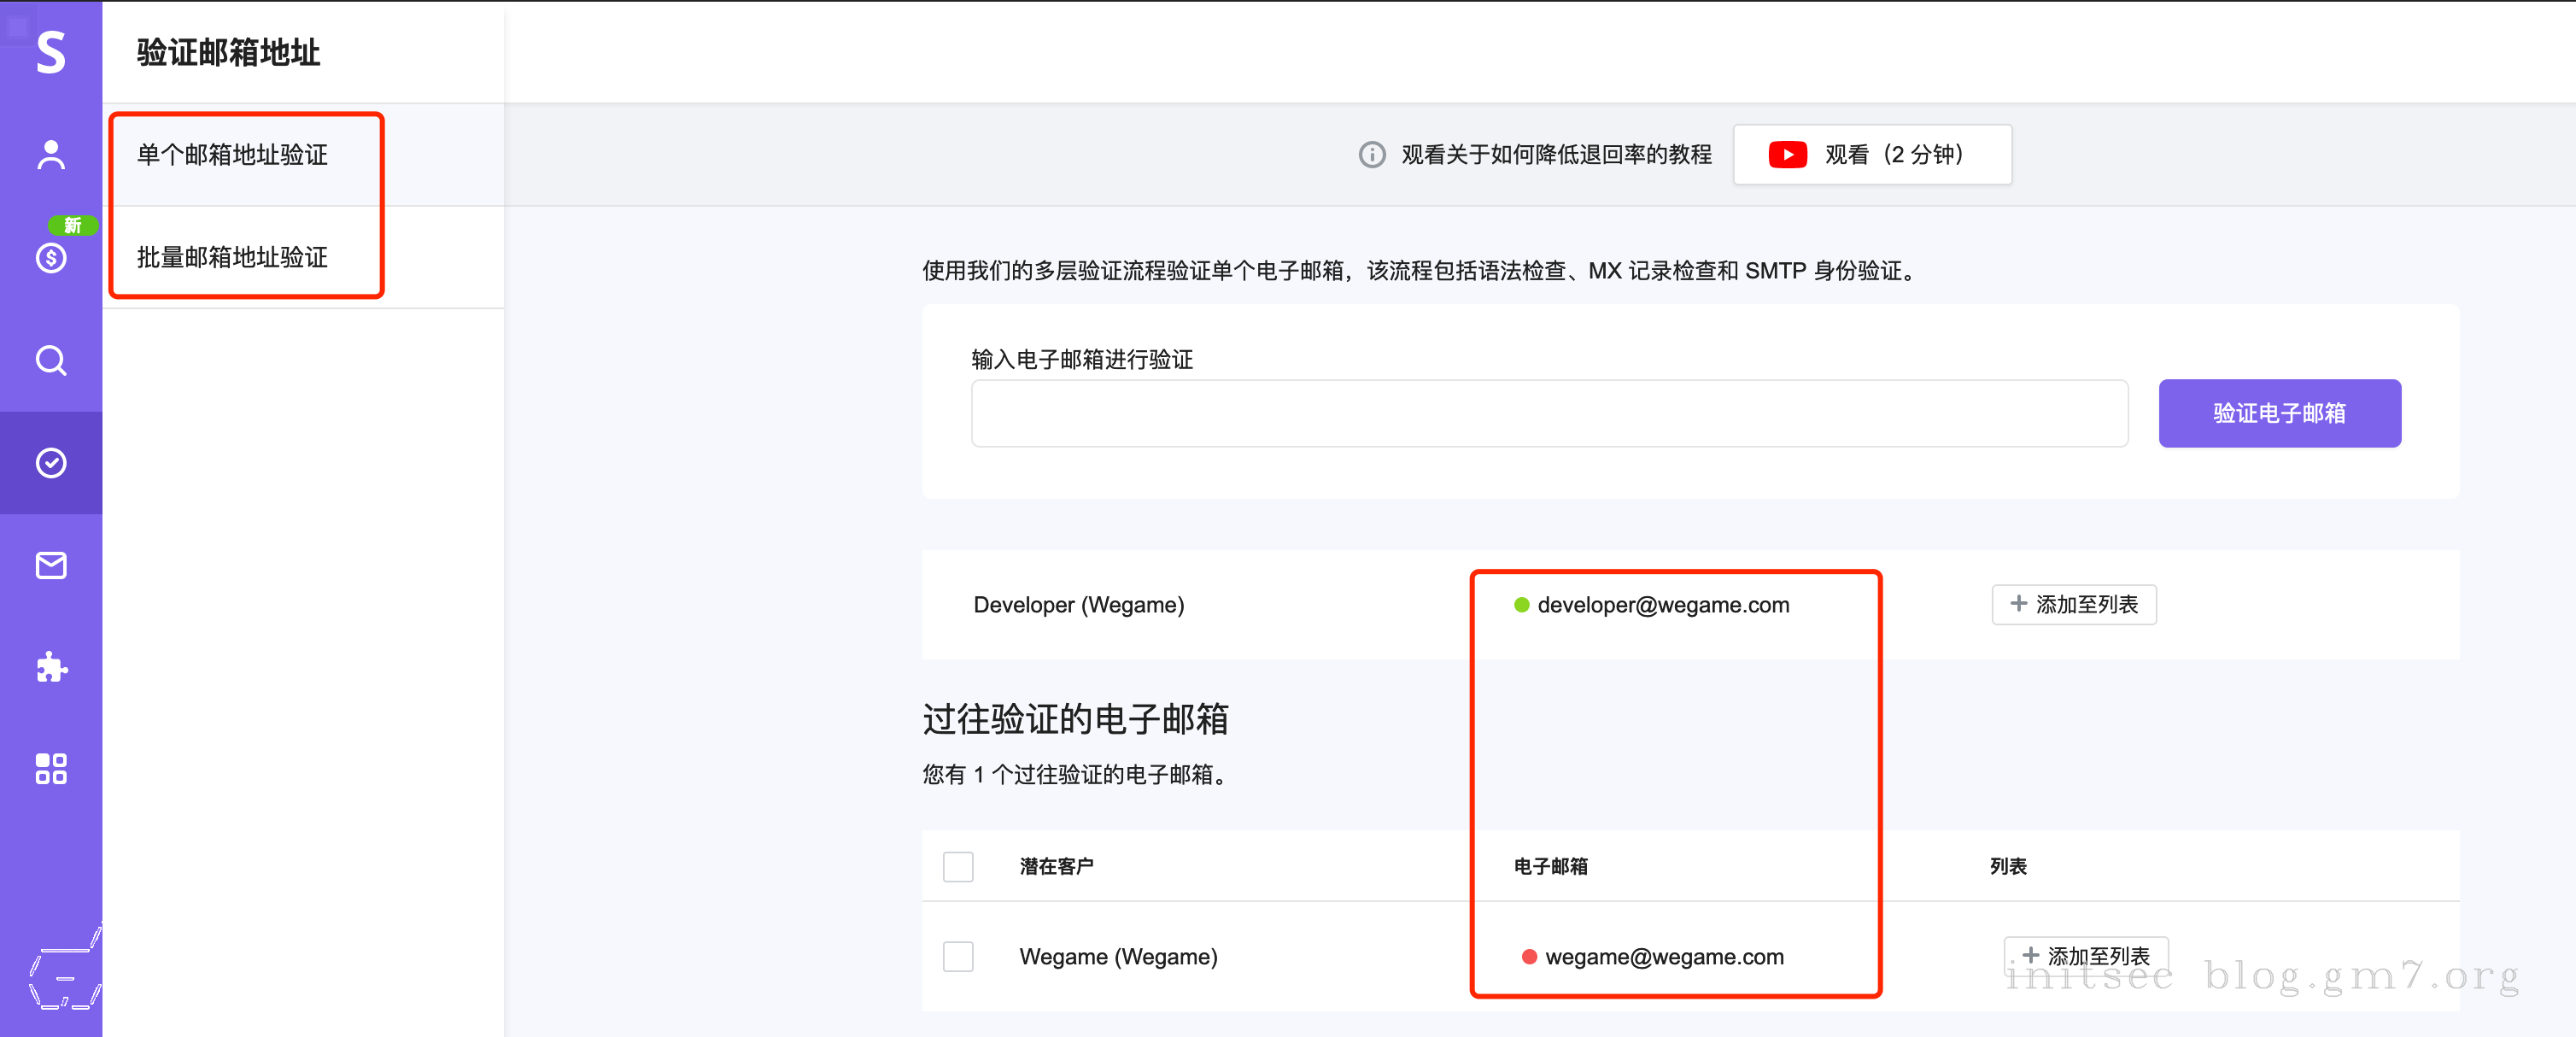 S
验证邮箱地址
单个邮箱地址验证
新
批量邮箱地址验证
观看关于如何降低退回率的教程
观看（2 分钟）
使用我们的多层验证流程验证单个电子邮箱，该流程包括语法检查、MX 记录检查和 SMTP 身份验证。
输入电子邮箱进行验证
验证电子邮箱
Developer (Wegame)
developer@wegame.com
+ 添加至列表
过往验证的电子邮箱
您有 1 个过往验证的电子邮箱。
潜在客户
电子邮箱
列表
Wegame (Wegame)
wegame@wegame.com
+ 添加至列表
initsec blog.gm7.org